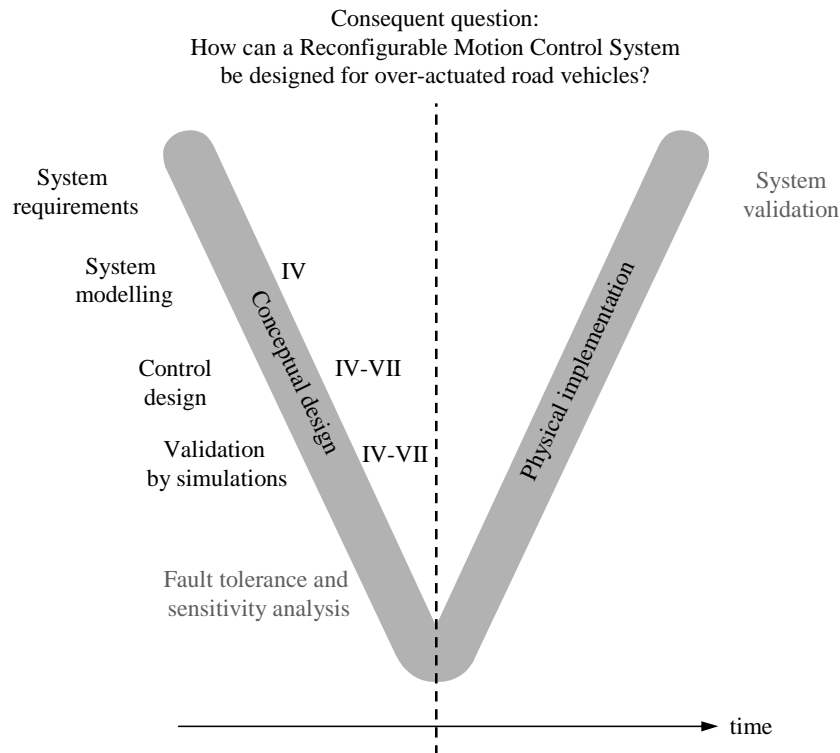 Consequent question:
How can a Reconfigurable Motion Control System
be designed for over-actuated road vehicles?
System
requirements
System
validation
System
modelling
IV
Conceptual design
Physical implementation
Control
design
IV-VII
Validation
by simulations
IV-VII
Fault tolerance and
sensitivity analysis
time